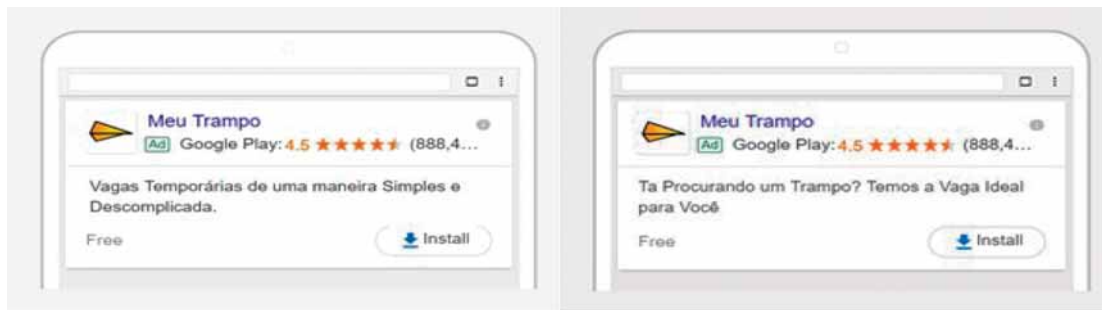 Meu Trampo
Ad Google Play: 4.5 (888,4...
Vagas Temporárias de uma maneira Simples e
Descomplicada.
Free
Install
Meu Trampo
Ad Google Play: 4.5 (888,4...
Ta Procurando um Trampo? Temos a Vaga Ideal
para Você
Free
Install